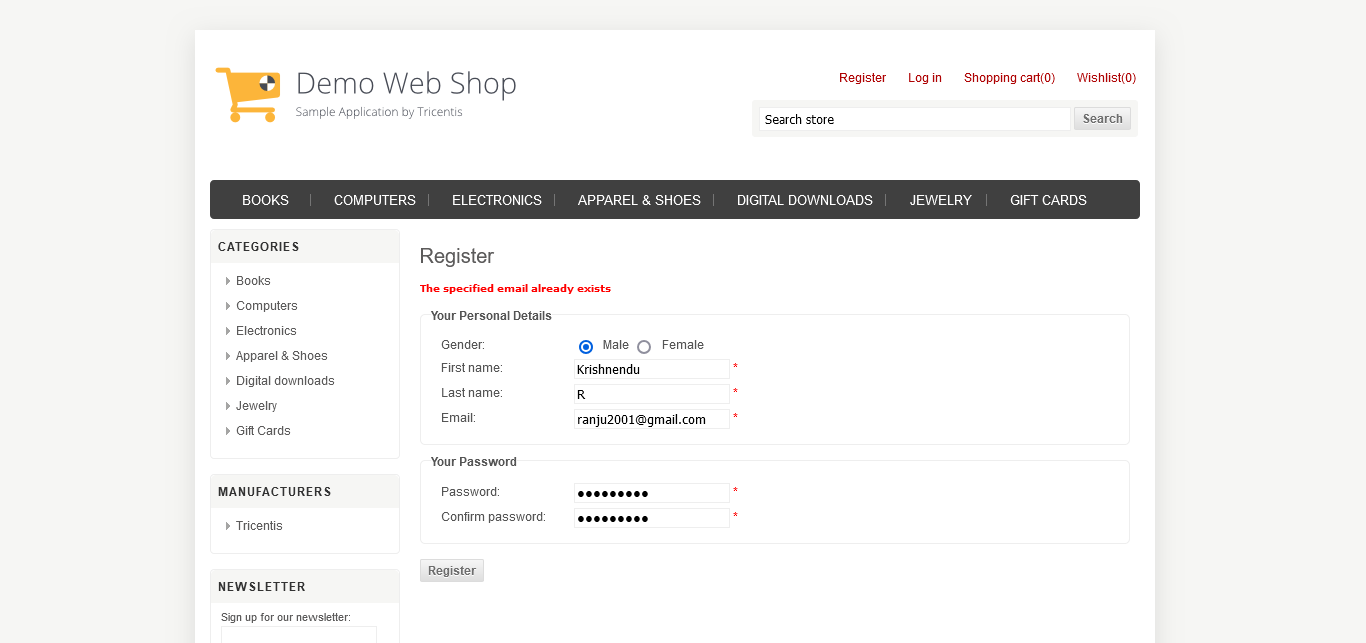 Demo Web Shop
Sample Application by Tricentis
Register Log in Shopping cart(0) Wishlist(0)
Search store Search
BOOKS COMPUTERS ELECTRONICS APPAREL & SHOES DIGITAL DOWNLOADS JEWELRY GIFT CARDS
CATEGORIES
Books
Computers
Electronics
Apparel & Shoes
Digital downloads
Jewelry
Gift Cards
MANUFACTURERS
Tricentis
NEWSLETTER
Sign up for our newsletter:
Register
The specified email already exists
Your Personal Details
Gender: Male Female
First name: Krishnendu *
Last name: R *
Email: ranju2001@gmail.com *
Your Password
Password: ●●●●●●●●● *
Confirm password: ●●●●●●●●● *
Register